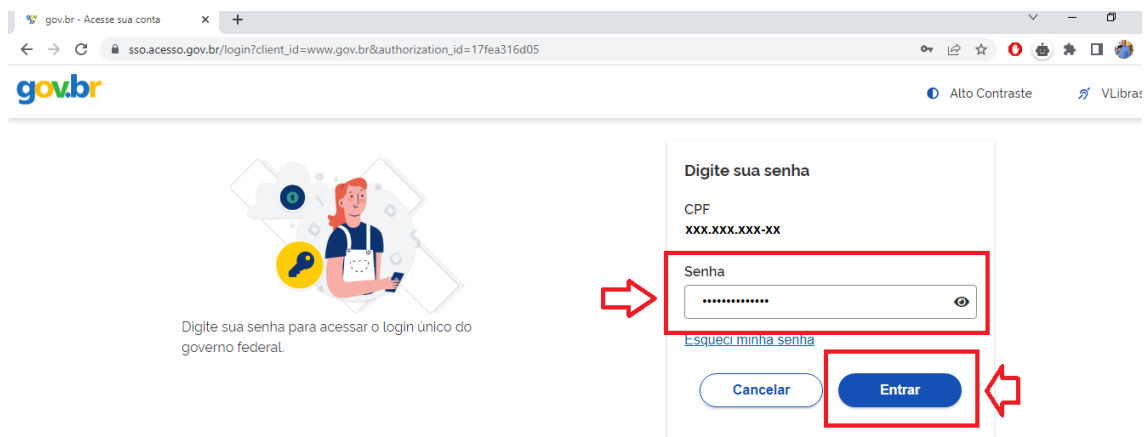 gov.br - Acesse sua conta
sso.acesso.gov.br/login?client_id=www.gov.br&authorization_id=17fea316d05
gov.br
Alto Contraste
VLibras
Digite sua senha para acessar o login único do
governo federal.
Digite sua senha
CPF
xxx.xxx.xxx-xx
Senha
••••••••••••••
Esqueci minha senha
Cancelar
Entrar